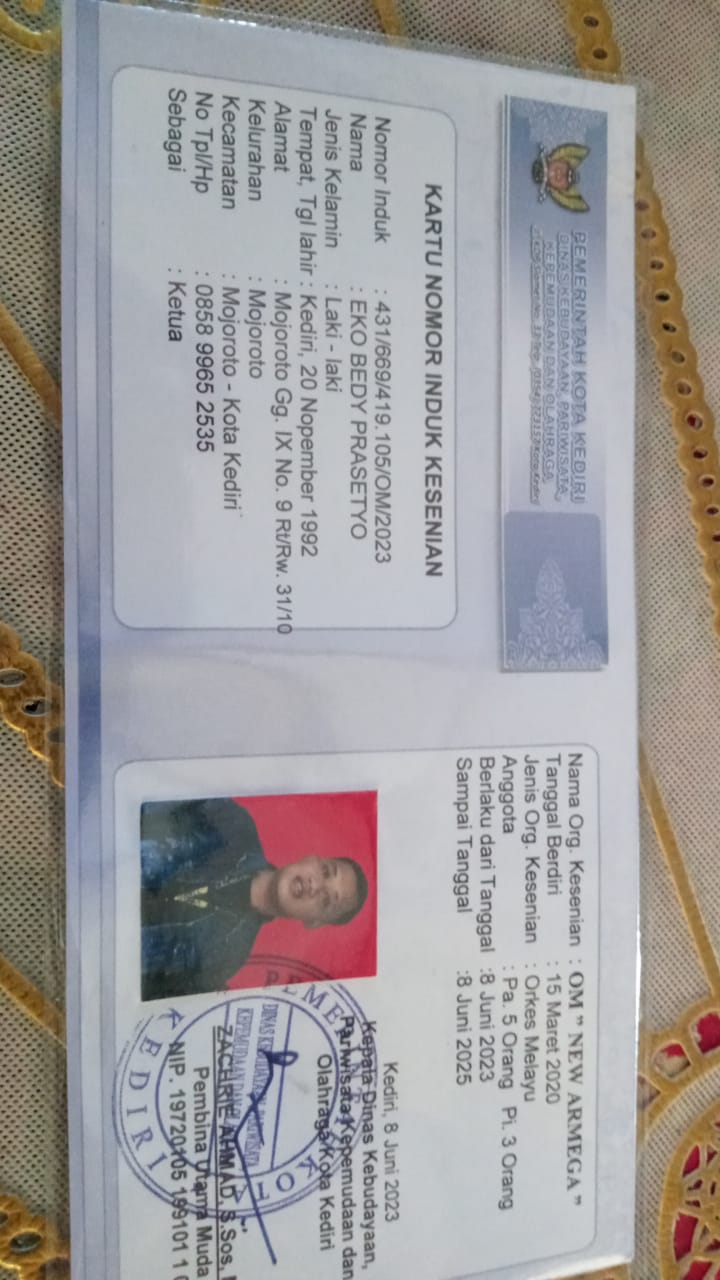 PEMERINTAH KOTA KEDIRI
DINAS KEBUDAYAAN, PARIWISATA,
KEPEMUDAAN DAN OLAHRAGA
Jl. KDP Slamet No. 33 Telp. (0354) 773157 Kota Kediri
KARTU NOMOR INDUK KESENIAN
Nomor Induk : 431/669/419.105/OM/2023
Nama : EKO BEDY PRASETYO
Jenis Kelamin : Laki - laki
Tempat, Tgl lahir : Kediri, 20 Nopember 1992
Alamat : Mojoroto Gg. IX No. 9 Rt/Rw. 31/10
Kelurahan : Mojoroto
Kecamatan : Mojoroto - Kota Kediri
No Tpl/Hp : 0858 9965 2535
Sebagai : Ketua
Nama Org. Kesenian : OM " NEW ARMEGA "
Tanggal Berdiri : 15 Maret 2020
Jenis Org. Kesenian : Orkes Melayu
Anggota : Pa. 5 Orang Pi. 3 Orang
Berlaku dari Tanggal :8 Juni 2023
Sampai Tanggal :8 Juni 2025
Kediri, 8 Juni 2023
Kepala Dinas Kebudayaan,
Pariwisata Kepemudaan dan
Olahraga Kota Kediri
PEMERINTAH KOTA
DINAS KEBUDAYAAN, PARIWISATA
KEPEMUDAAN DAN
KEDIRI
ZACHRIE AHMAD, S.Sos,
Pembina Utama Muda
NIP. 19720105 199101 1